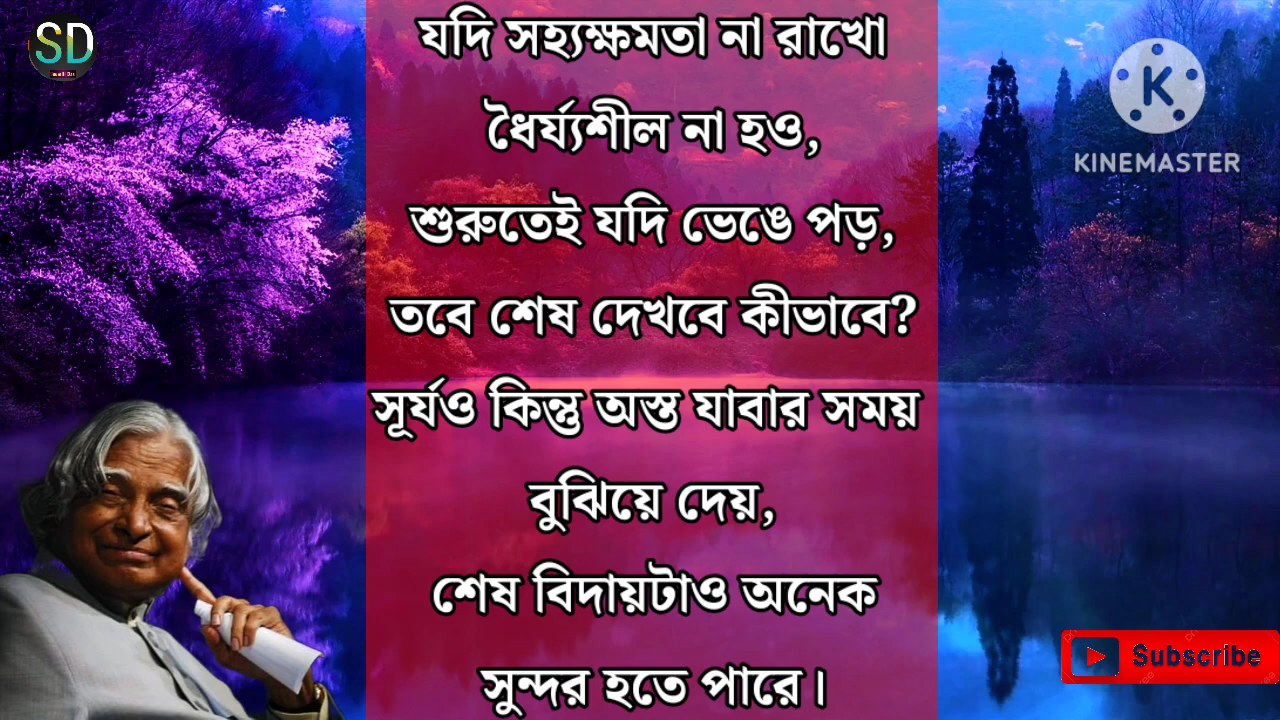 SD
যদি সহ্যক্ষমতা না রাখো
ধৈর্য্যশীল না হও,
শুরুতেই যদি ভেঙে পড়,
তবে শেষ দেখবে কীভাবে?
সূর্যও কিন্তু অস্ত যাবার সময়
বুঝিয়ে দেয়,
শেষ বিদায়টাও অনেক
সুন্দর হতে পারে।
K
KINEMASTER
Subscribe